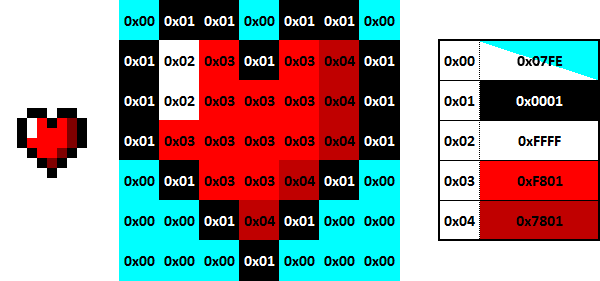 0x00 0x01 0x01 0x00 0x01 0x01 0x00
0x01 0x02 0x03 0x01 0x03 0x04 0x01
0x01 0x02 0x03 0x03 0x03 0x04 0x01
0x01 0x03 0x03 0x03 0x03 0x04 0x01
0x00 0x01 0x03 0x03 0x04 0x01 0x00
0x00 0x00 0x01 0x04 0x01 0x00 0x00
0x00 0x00 0x00 0x01 0x00 0x00 0x00
0x00 0x07FE
0x01 0x0001
0x02 0xFFFF
0x03 0xF801
0x04 0x7801